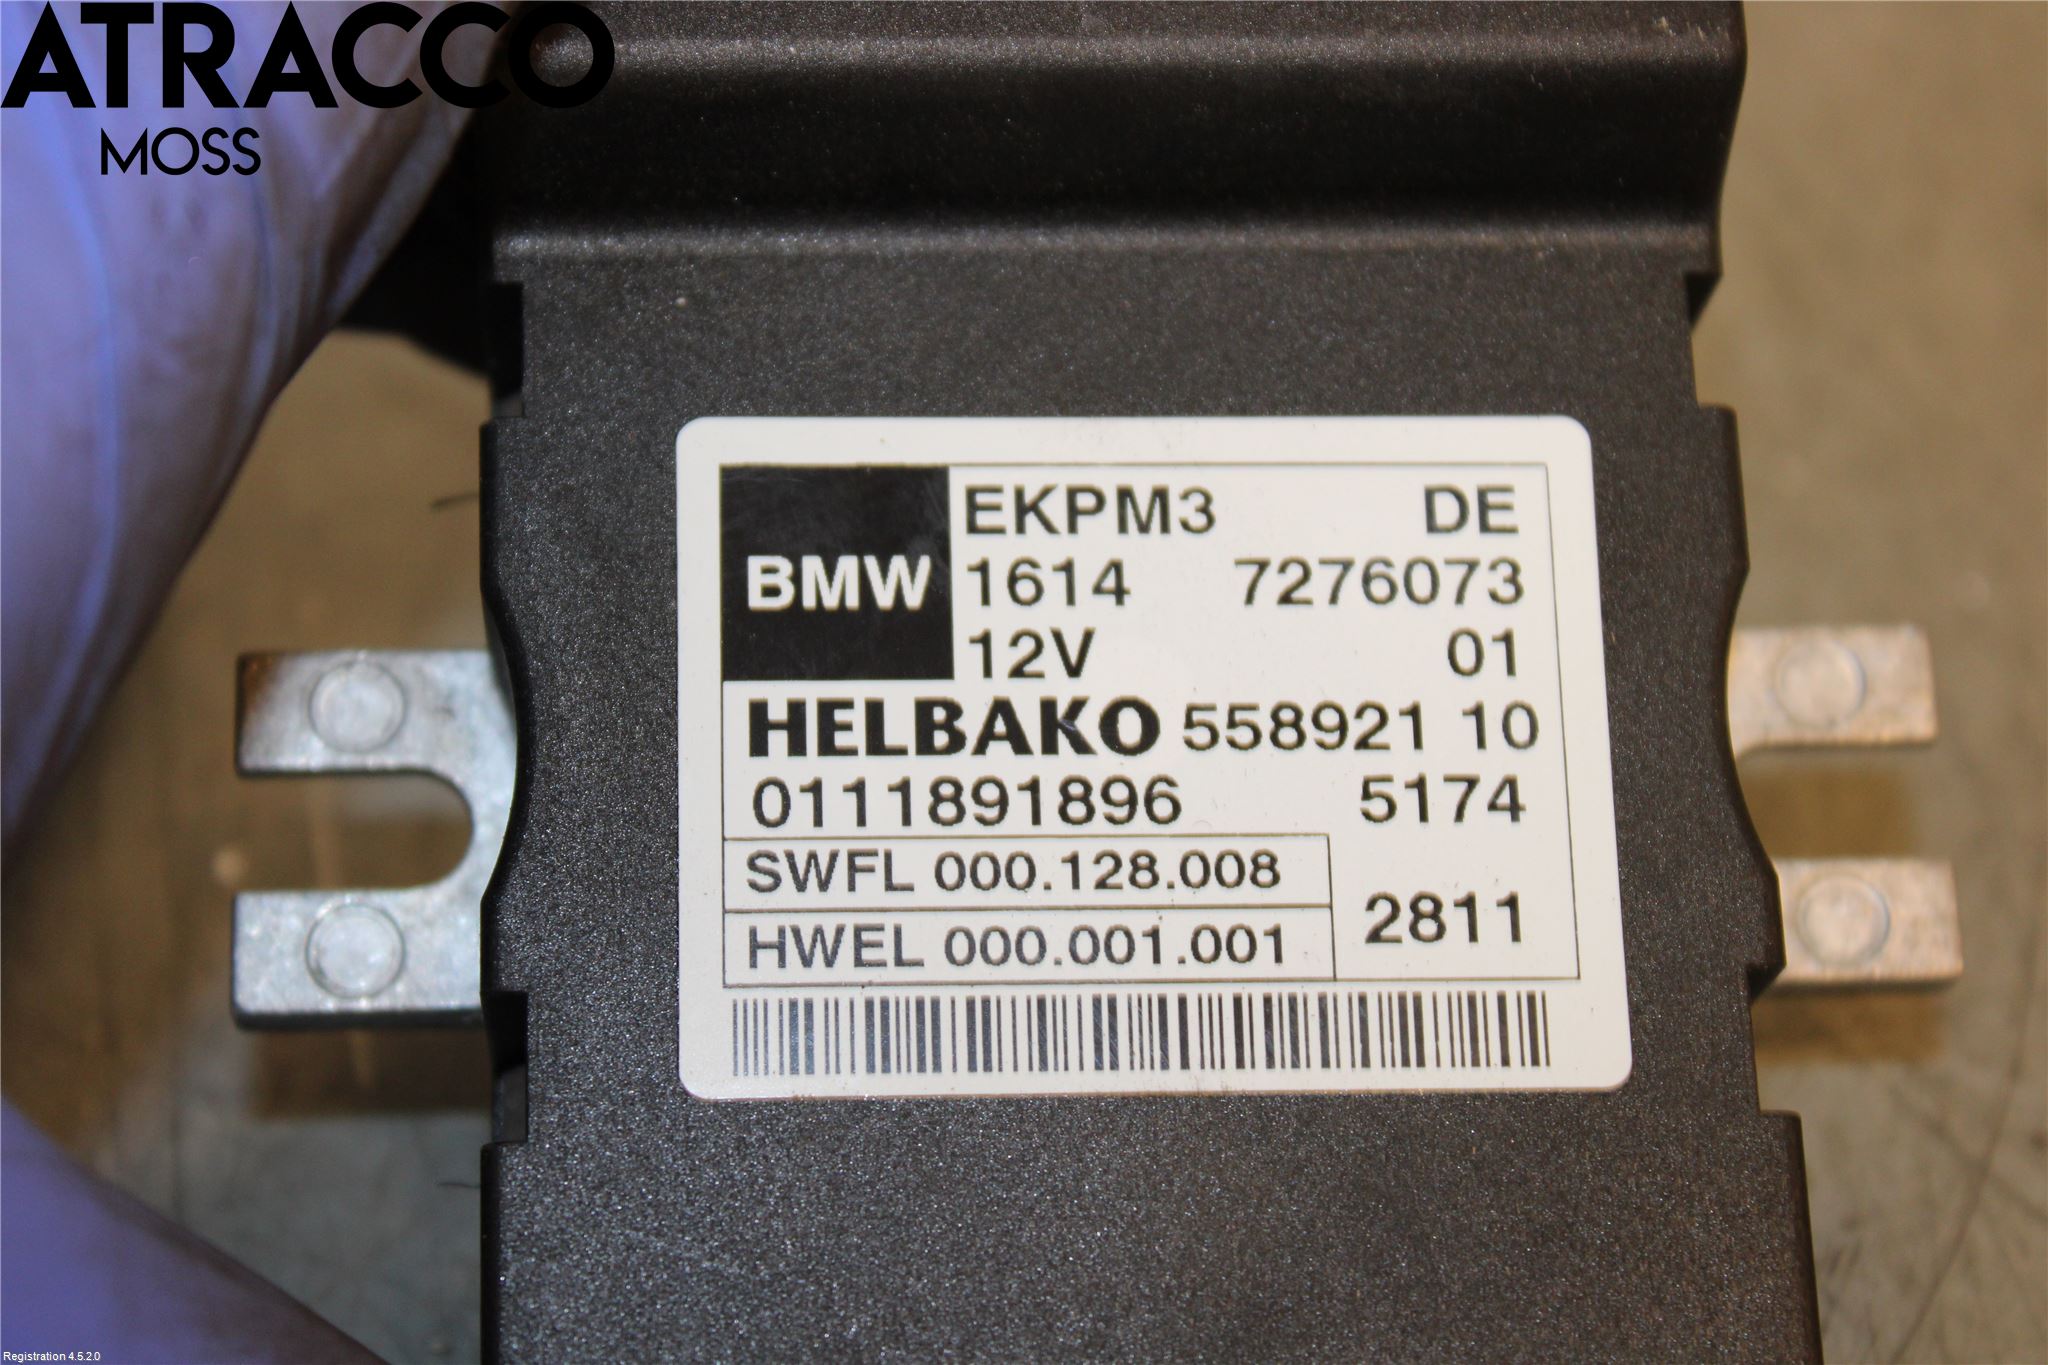 ATRACCO
MOSS
EKPM3 DE
BMW 1614 7276073
12V 01
HELBAKO 558921 10
0111891896 5174
SWFL 000.128.008
2811
HWEL 000.001.001
Registration 4.5.2.0